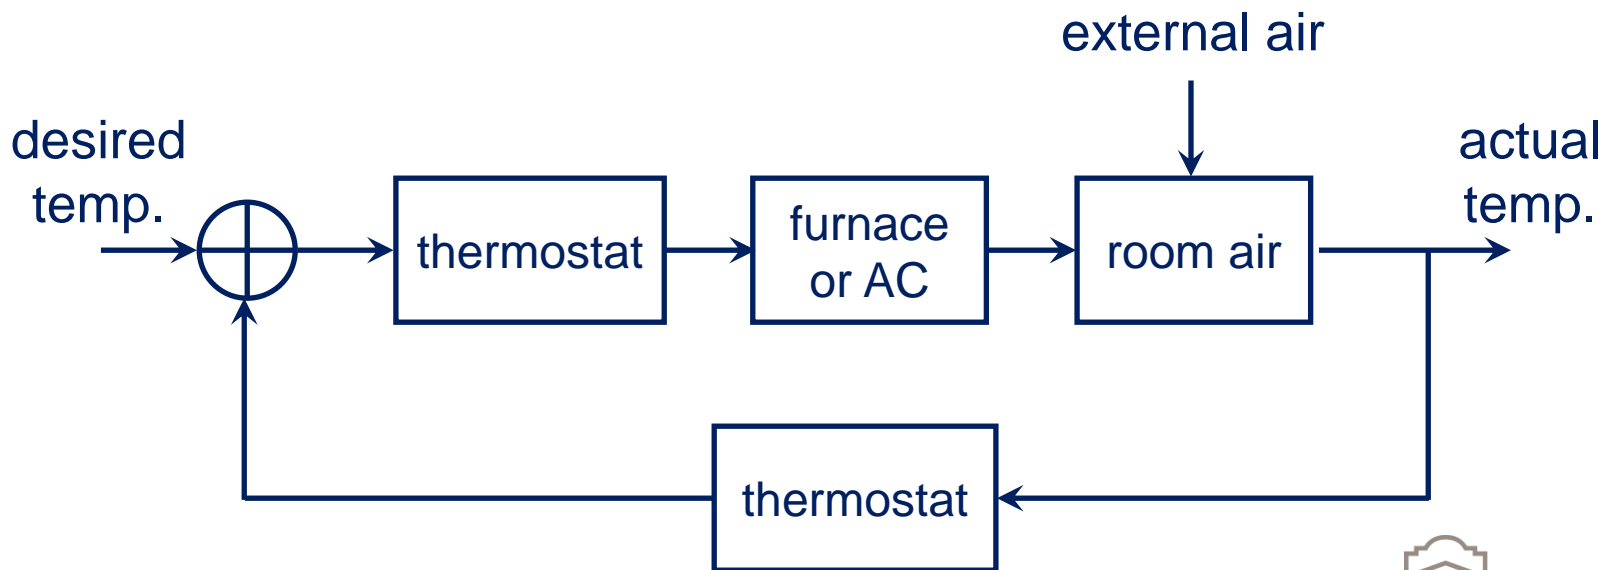 external air
desired
temp.
actual
temp.
thermostat
furnace
or AC
room air
thermostat